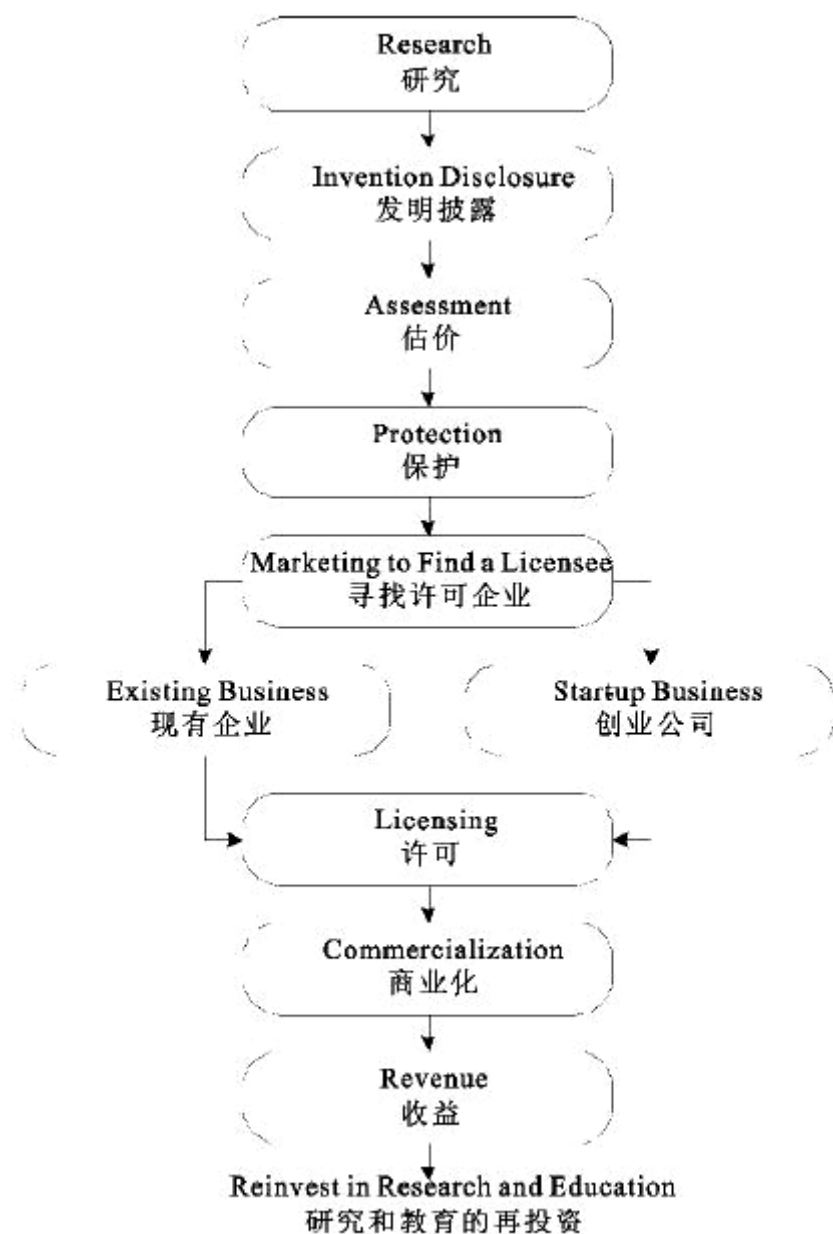 Research
研究
Invention Disclosure
发明披露
Assessment
估价
Protection
保护
Marketing to Find a Licensee
寻找许可企业
Existing Business
现有企业
Startup Business
创业公司
Licensing
许可
Commercialization
商业化
Revenue
收益
Reinvest in Research and Education
研究和教育的再投资